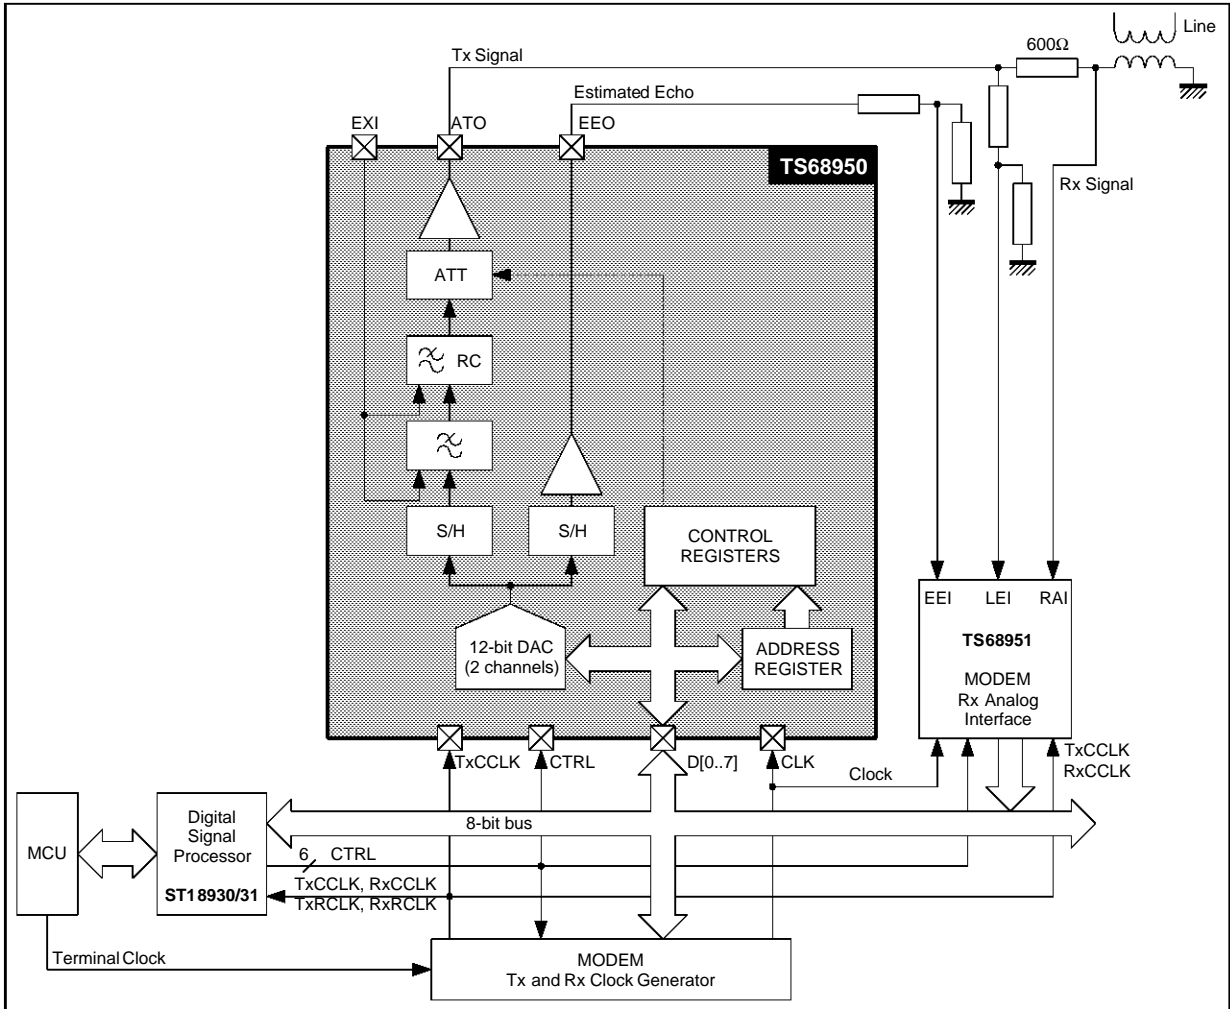 Line
600Ω
Tx Signal
Estimated Echo
EXI
ATO
EEO
TS68950
Rx Signal
ATT
RC
S/H
S/H
CONTROL
REGISTERS
EEI
LEI
RAI
12-bit DAC
(2 channels)
ADDRESS
REGISTER
TS68951
MODEM
Rx Analog
Interface
TxCCLK
CTRL
D[0..7]
CLK
TxCCLK
RxCCLK
Clock
MCU
Digital
Signal
Processor
ST18930/31
8-bit bus
6
CTRL
TxCCLK, RxCCLK
TxRCLK, RxRCLK
Terminal Clock
MODEM
Tx and Rx Clock Generator